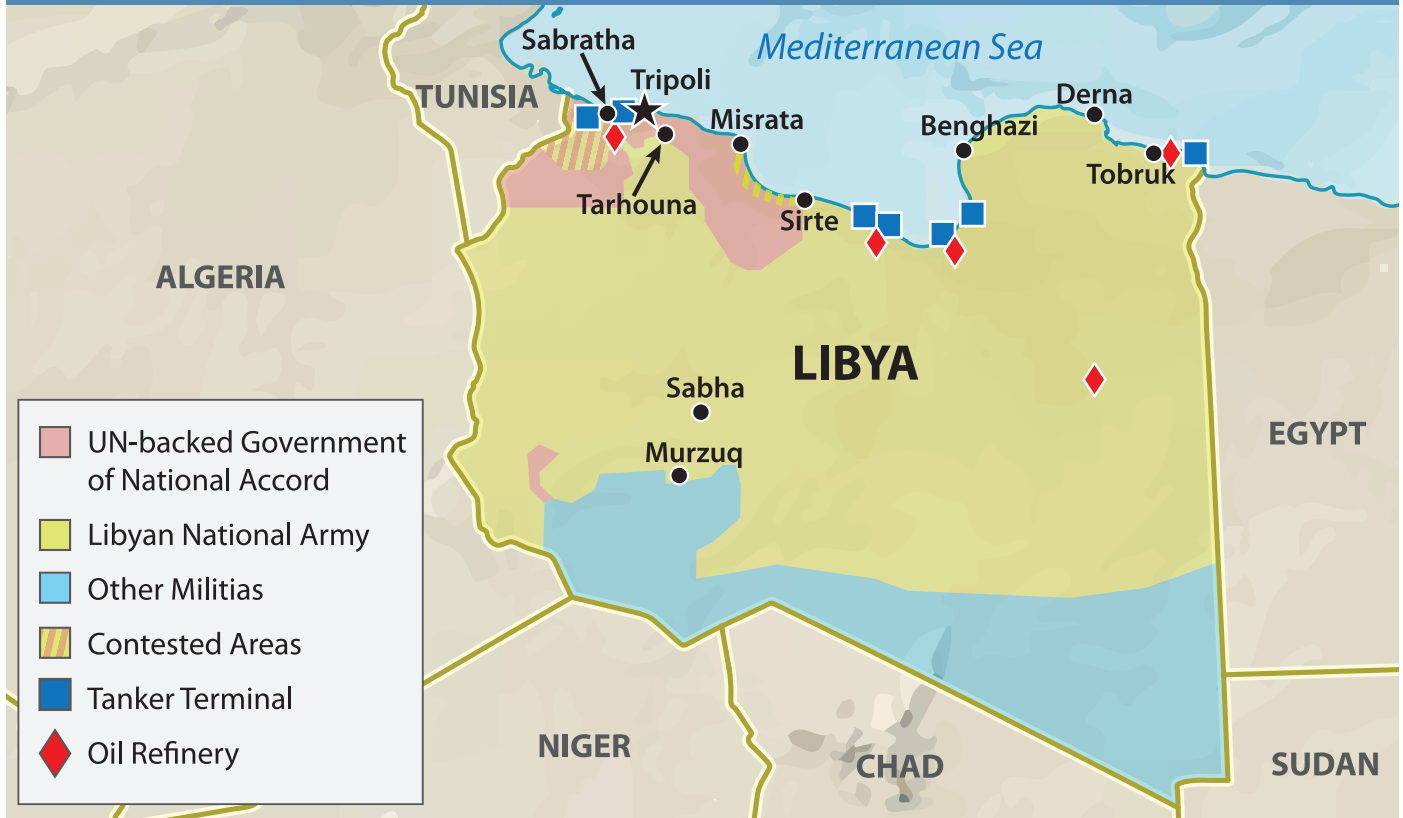 Mediterranean Sea
Sabratha
Tripoli
TUNISIA
Misrata
Derna
Benghazi
Tobruk
Tarhouna
Sirte
ALGERIA
LIBYA
Sabha
Murzuq
EGYPT
NIGER
CHAD
SUDAN
UN-backed Government
of National Accord
Libyan National Army
Other Militias
Contested Areas
Tanker Terminal
Oil Refinery